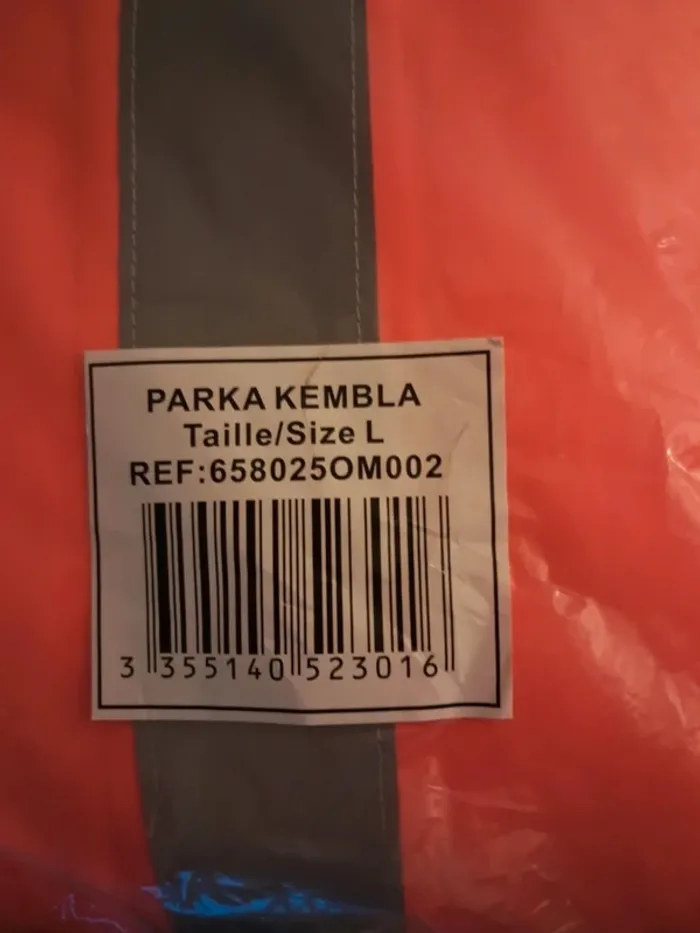 PARKA KEMBLA
Taille/Size L
REF:658025OM002
3 355140 523016